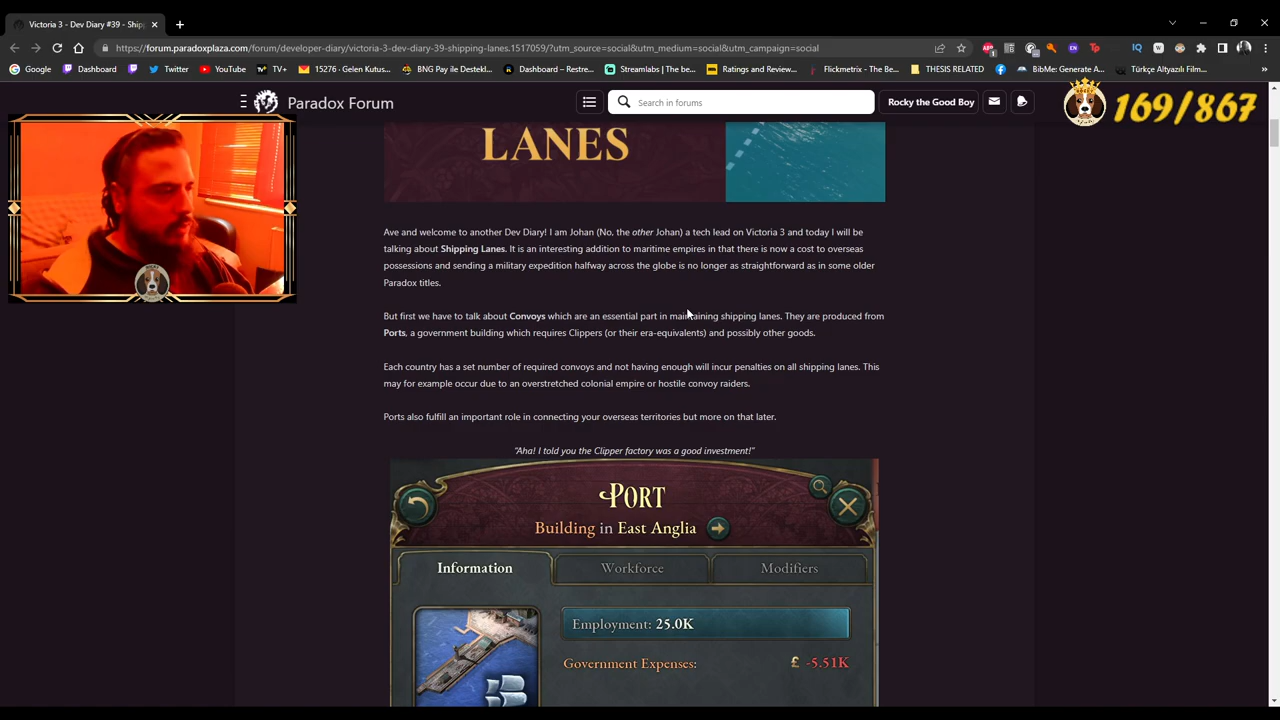 Victoria 3 - Dev Diary #39 - Ship
https://forum.paradoxplaza.com/forum/developer-diary/victoria-3-dev-diary-39-shipping-lanes.1517059/?utm_source=social&utm_medium=social&utm_campaign=social
Google Dashboard Twitter YouTube TV+ 15276 - Gelen Kutus... BNG Pay ile Destekl... Dashboard – Restre... Streamlabs | The be... Ratings and Review... Flickmetrix - The Be... THESIS RELATED BibMe: Generate A... Türkçe Altyazılı Film...
Paradox Forum
Search in forums
Rocky the Good Boy
169/867
LANES
Ave and welcome to another Dev Diary! I am Johan (No, the other Johan) a tech lead on Victoria 3 and today I will be
talking about Shipping Lanes. It is an interesting addition to maritime empires in that there is now a cost to overseas
possessions and sending a military expedition halfway across the globe is no longer as straightforward as in some older
Paradox titles.
But first we have to talk about Convoys which are an essential part in maintaining shipping lanes. They are produced from
Ports, a government building which requires Clippers (or their era-equivalents) and possibly other goods.
Each country has a set number of required convoys and not having enough will incur penalties on all shipping lanes. This
may for example occur due to an overstretched colonial empire or hostile convoy raiders.
Ports also fulfill an important role in connecting your overseas territories but more on that later.
"Aha! I told you the Clipper factory was a good investment!"
PORT
Building in East Anglia
Information Workforce Modifiers
Employment: 25.0K
Government Expenses: £ -5.51K